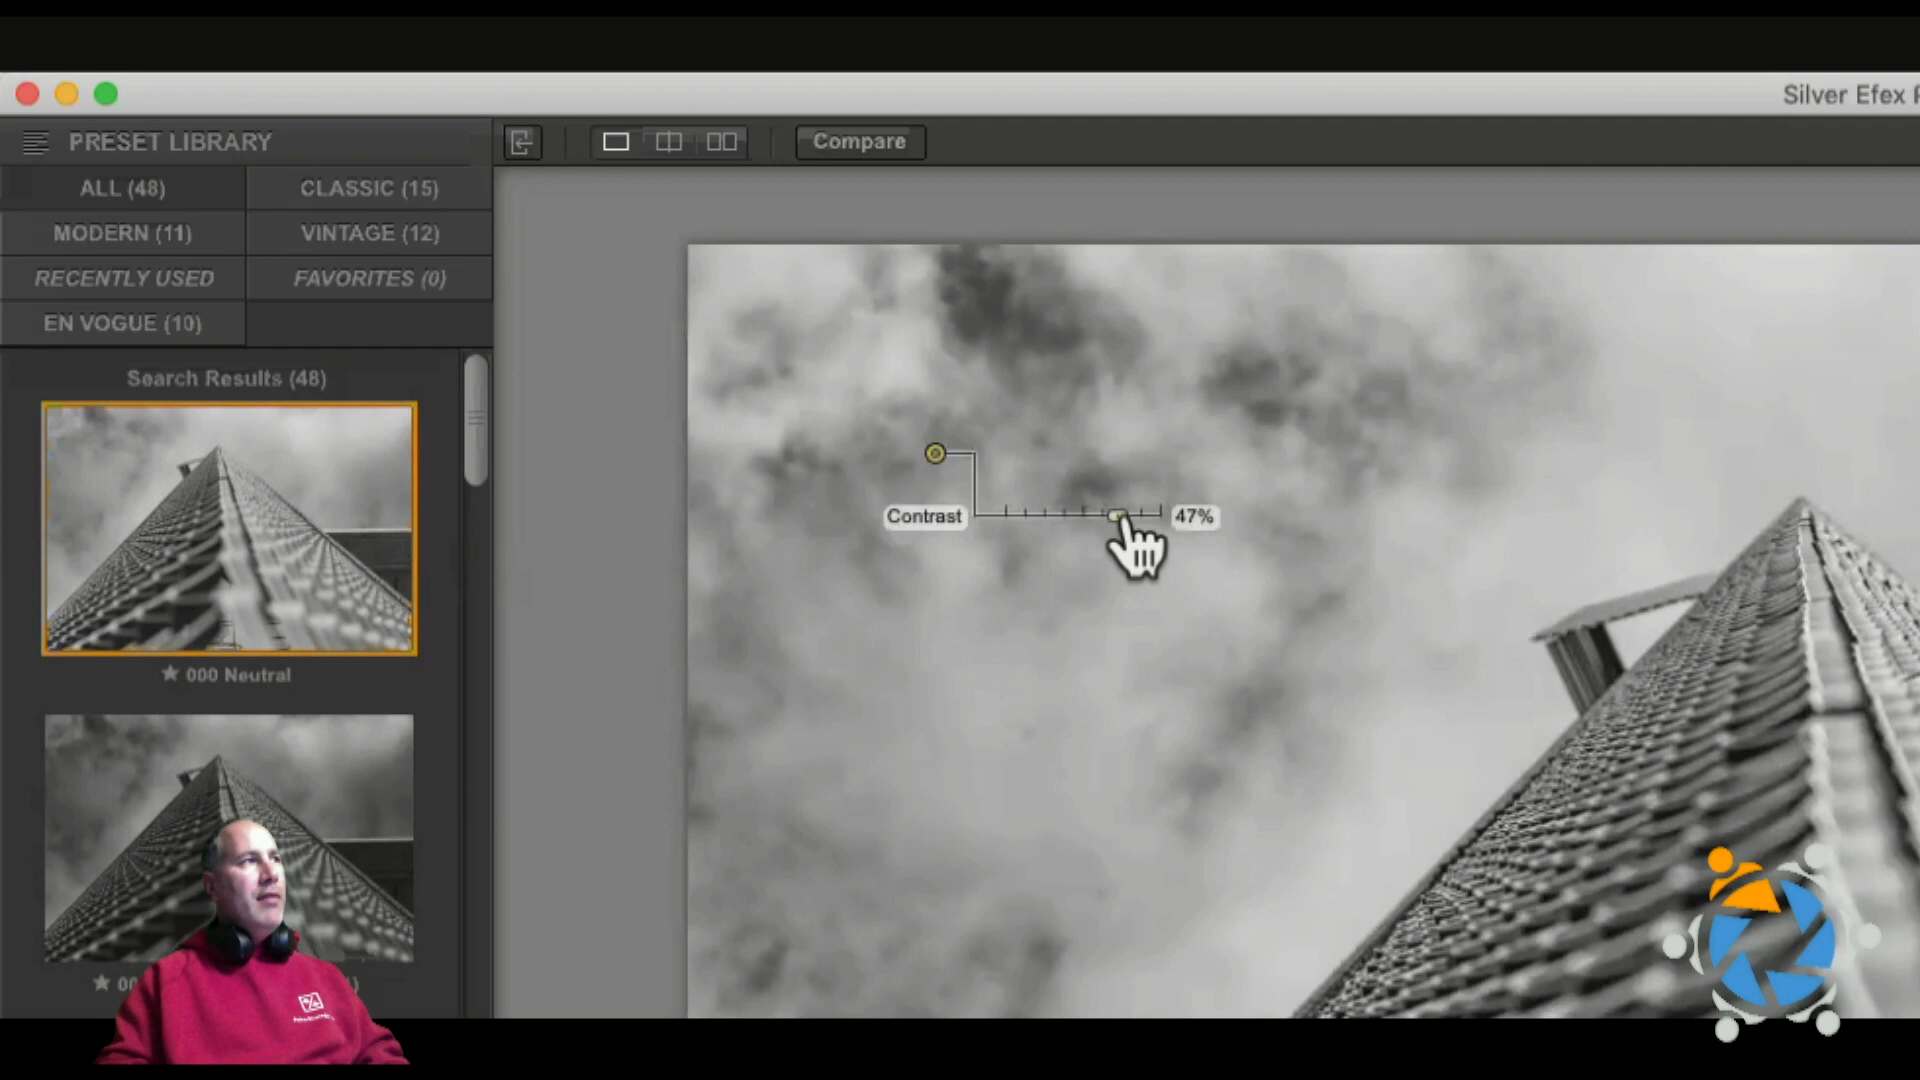 Silver Efex
PRESET LIBRARY
Compare
ALL (48)
CLASSIC (15)
MODERN (11)
VINTAGE (12)
RECENTLY USED
FAVORITES (0)
EN VOGUE (10)
Search Results (48)
Contrast
47%
★ 000 Neutral